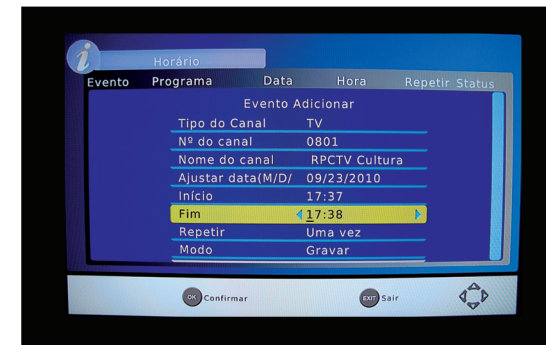 i
Horário
Evento Programa Data Hora Repetir Status
Evento Adicionar
Tipo do Canal TV
Nº do canal 0801
Nome do canal RPCTV Cultura
Ajustar data(M/D/ 09/23/2010
Início 17:37
Fim 17:38
Repetir Uma vez
Modo Gravar
OK Confirmar EXIT Sair